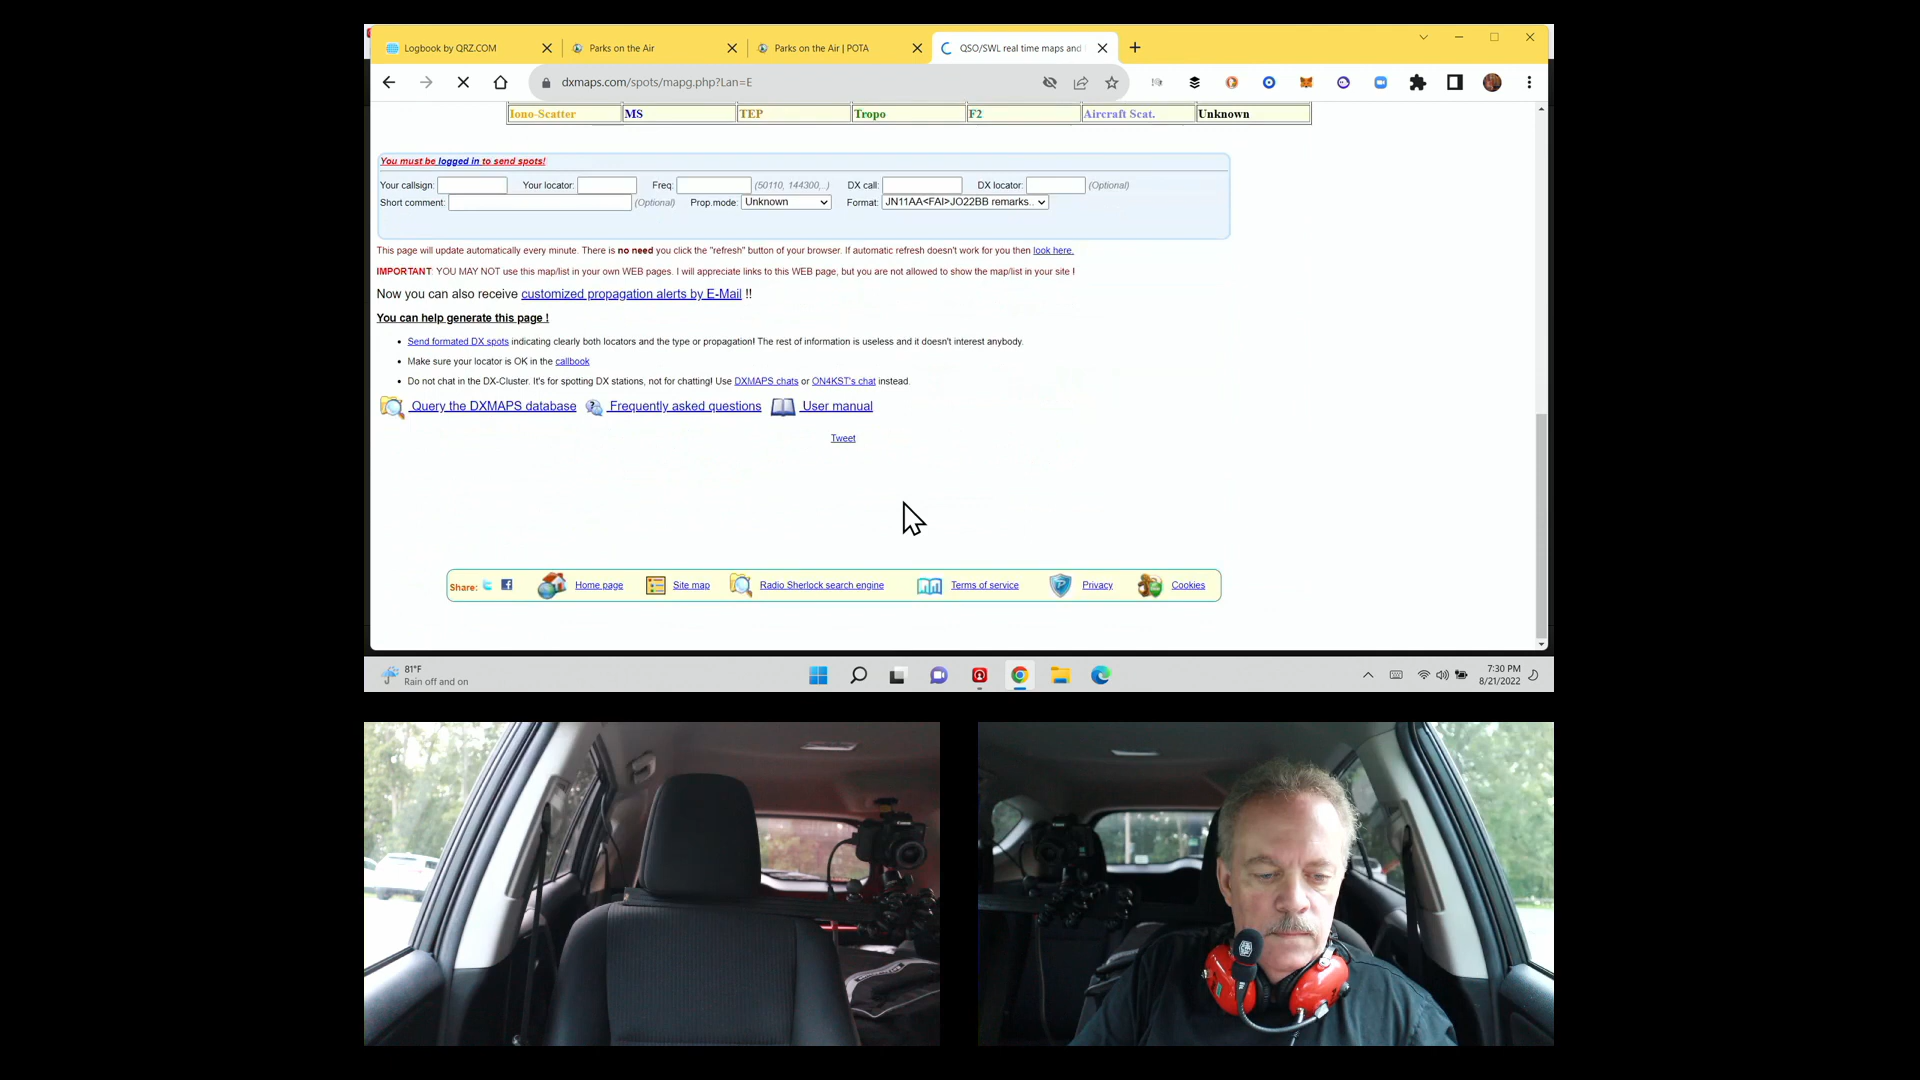 Logbook by QRZ.COM Parks on the Air Parks on the Air | POTA QSO/SWL real time maps and
dxmaps.com/spots/mapg.php?Lan=E
Iono-Scatter MS TEP Tropo F2 Aircraft Scat. Unknown
You must be logged in to send spots!
Your callsign: Your locator: Freq: (50110, 144300,..) DX call: DX locator: (Optional)
Short comment: (Optional) Prop.mode: Unknown Format: JN11AA<FAI>JO22BB remarks..
This page will update automatically every minute. There is no need you click the "refresh" button of your browser. If automatic refresh doesn't work for you then look here.
IMPORTANT: YOU MAY NOT use this map/list in your own WEB pages. I will appreciate links to this WEB page, but you are not allowed to show the map/list in your site !
Now you can also receive customized propagation alerts by E-Mail !!
You can help generate this page !
Send formated DX spots indicating clearly both locators and the type or propagation! The rest of information is useless and it doesn't interest anybody.
Make sure your locator is OK in the callbook
Do not chat in the DX-Cluster. It's for spotting DX stations, not for chatting! Use DXMAPS chats or ON4KST's chat instead.
Query the DXMAPS database Frequently asked questions User manual
Tweet
Share: Home page Site map Radio Sherlock search engine Terms of service Privacy Cookies
81°F
Rain off and on
7:30 PM
8/21/2022
Canon